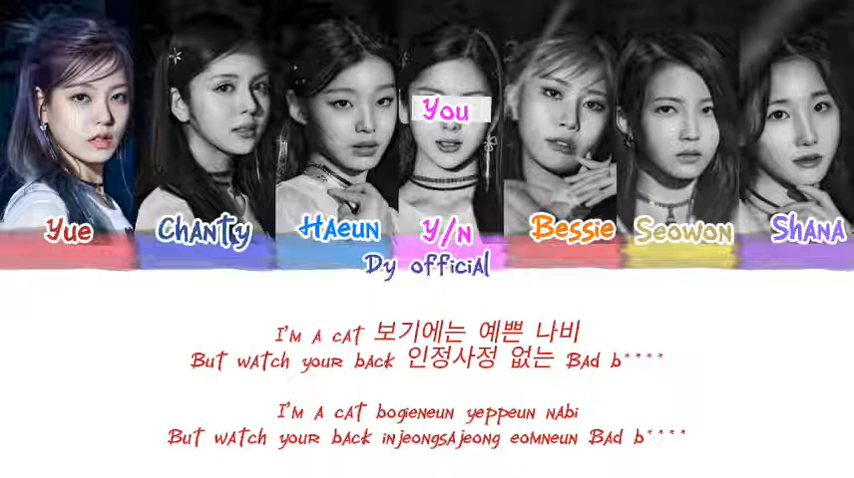 You
Yue
Chanty
Haeun
Y/n
Bessie
Seowon
Shana
Dy official
I'm a cat 보기에는 예쁜 나비
But watch your back 인정사정 없는 Bad b****
I'm a cat bogieneun yeppeun nabi
But watch your back injeongsajeong eomneun Bad b****